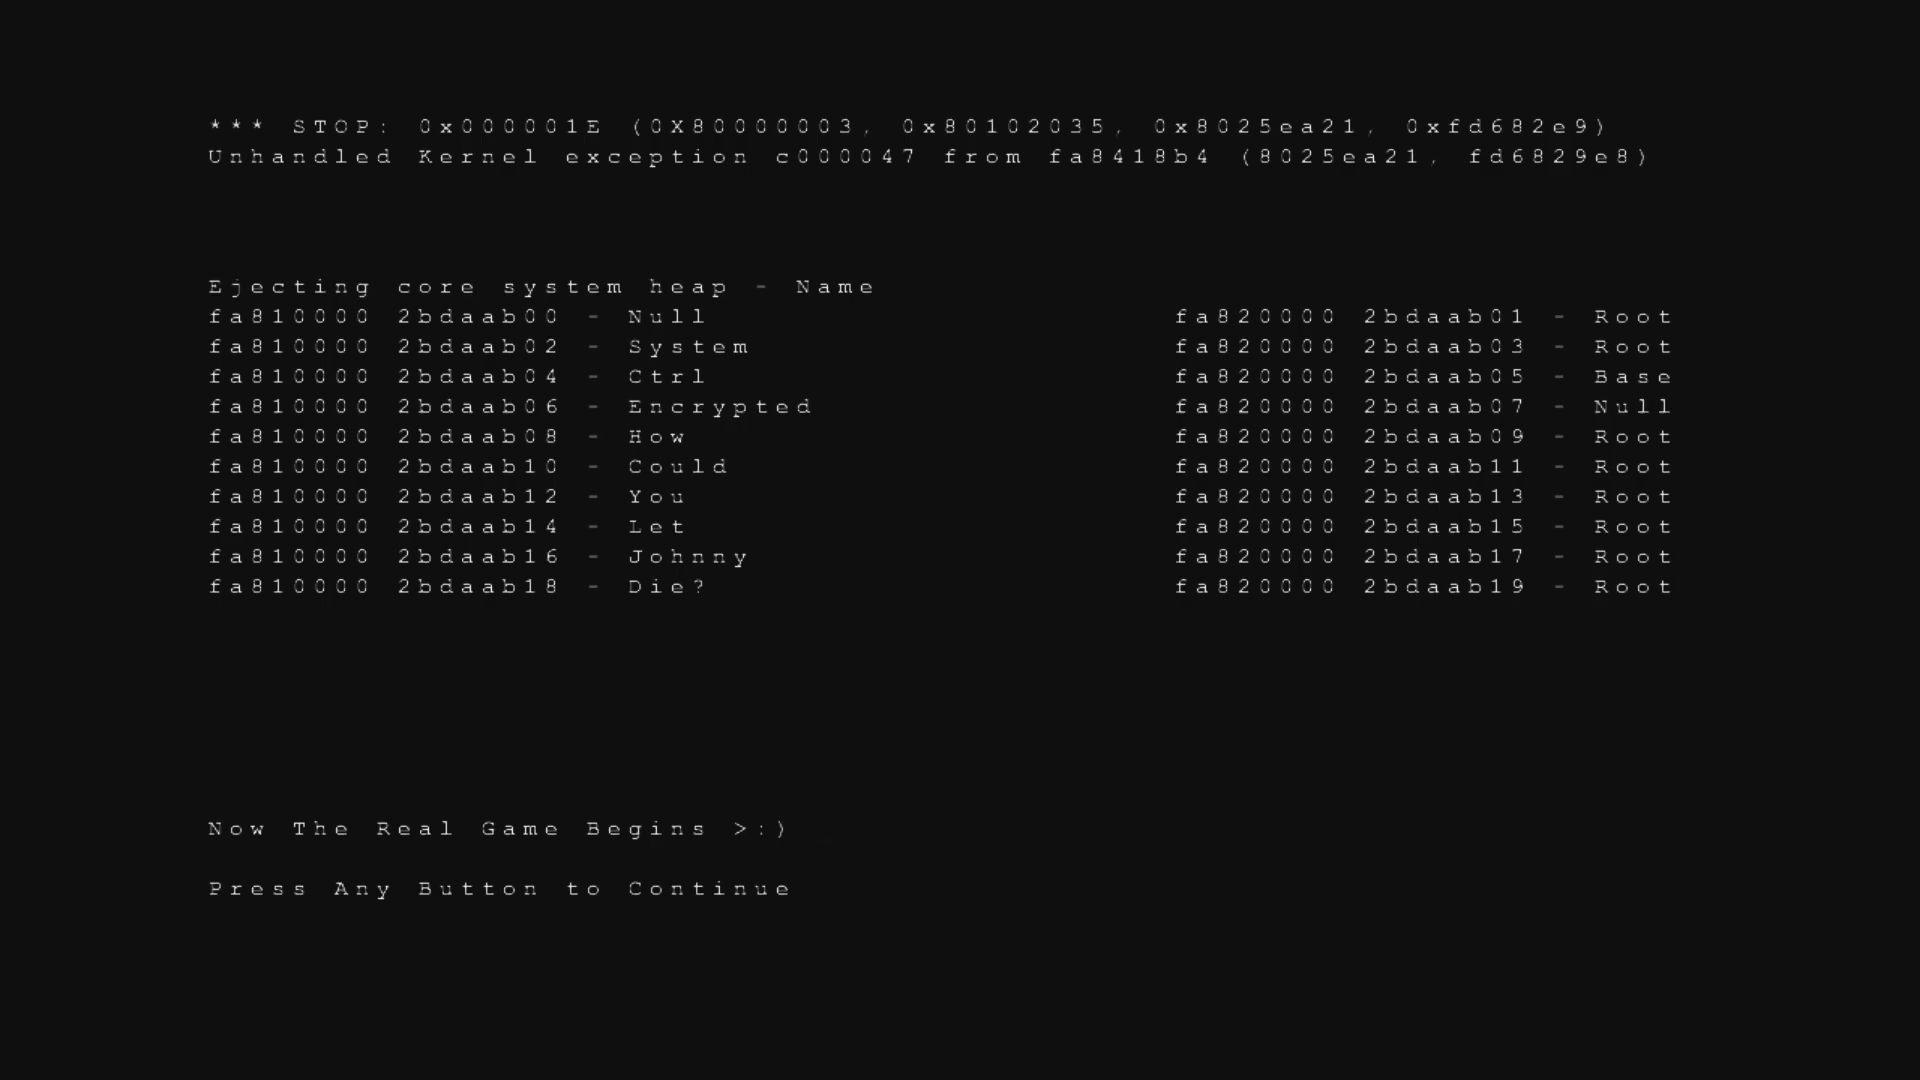 *** STOP: 0x000001E (0X80000003, 0x80102035, 0x8025ea21, 0xfd682e9)
Unhandled Kernel exception c000047 from fa8418b4 (8025ea21, fd6829e8)
Ejecting core system heap - Name
fa810000 2bdaab00 - Null fa820000 2bdaab01 - Root
fa810000 2bdaab02 - System fa820000 2bdaab03 - Root
fa810000 2bdaab04 - Ctrl fa820000 2bdaab05 - Base
fa810000 2bdaab06 - Encrypted fa820000 2bdaab07 - Null
fa810000 2bdaab08 - How fa820000 2bdaab09 - Root
fa810000 2bdaab10 - Could fa820000 2bdaab11 - Root
fa810000 2bdaab12 - You fa820000 2bdaab13 - Root
fa810000 2bdaab14 - Let fa820000 2bdaab15 - Root
fa810000 2bdaab16 - Johnny fa820000 2bdaab17 - Root
fa810000 2bdaab18 - Die? fa820000 2bdaab19 - Root
Now The Real Game Begins >:)
Press Any Button to Continue